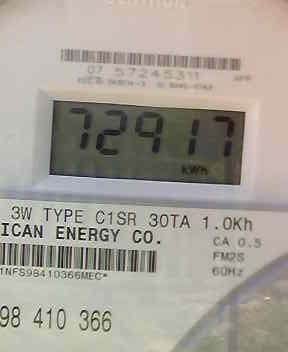 07 57245311
72917
kWh
3W TYPE C1SR 30TA 1.0Kh
ICAN ENERGY CO.
CA 0.5
FM2S
60Hz
1NFS98410366MEC*
98 410 366